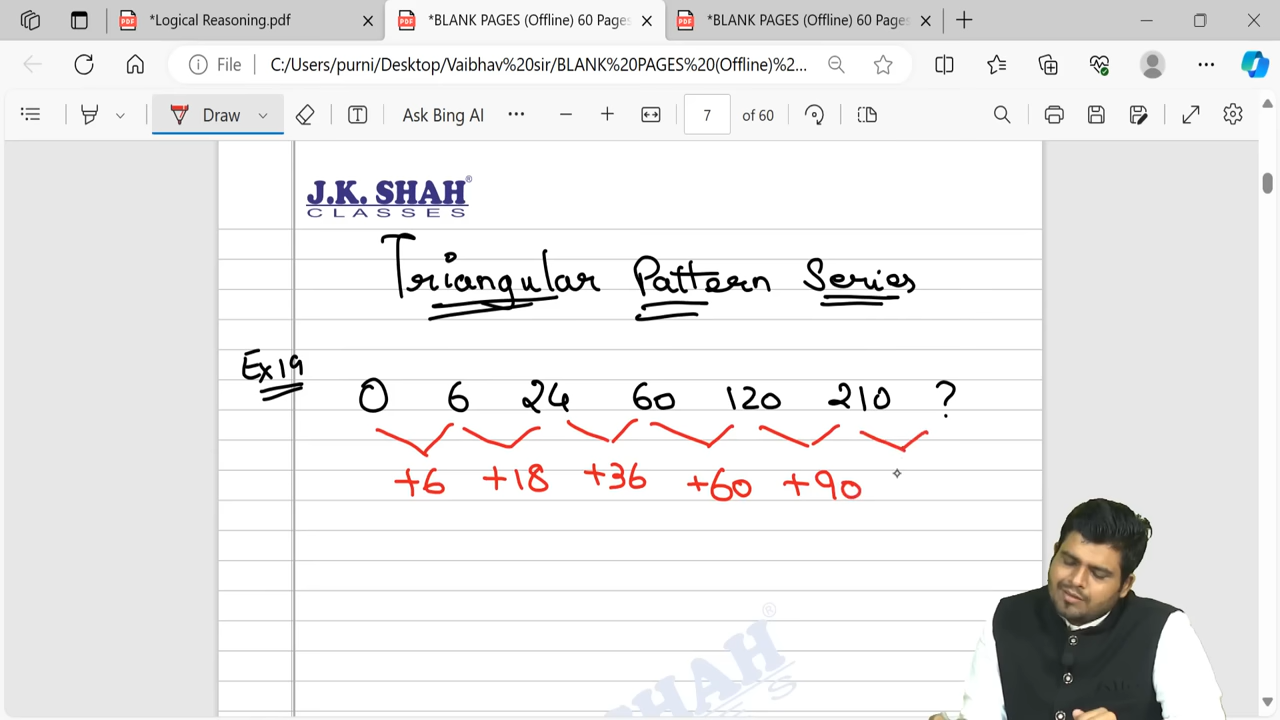 *Logical Reasoning.pdf
*BLANK PAGES (Offline) 60 Pages
*BLANK PAGES (Offline) 60 Pages
File
C:/Users/purni/Desktop/Vaibhav%20sir/BLANK%20PAGES%20(Offline)%2...
Draw
Ask Bing AI
7 of 60
J.K. SHAH®
CLASSES
Triangular Pattern Series
Ex 19
0 6 24 60 120 210 ?
+6 +18 +36 +60 +90
SHAH®